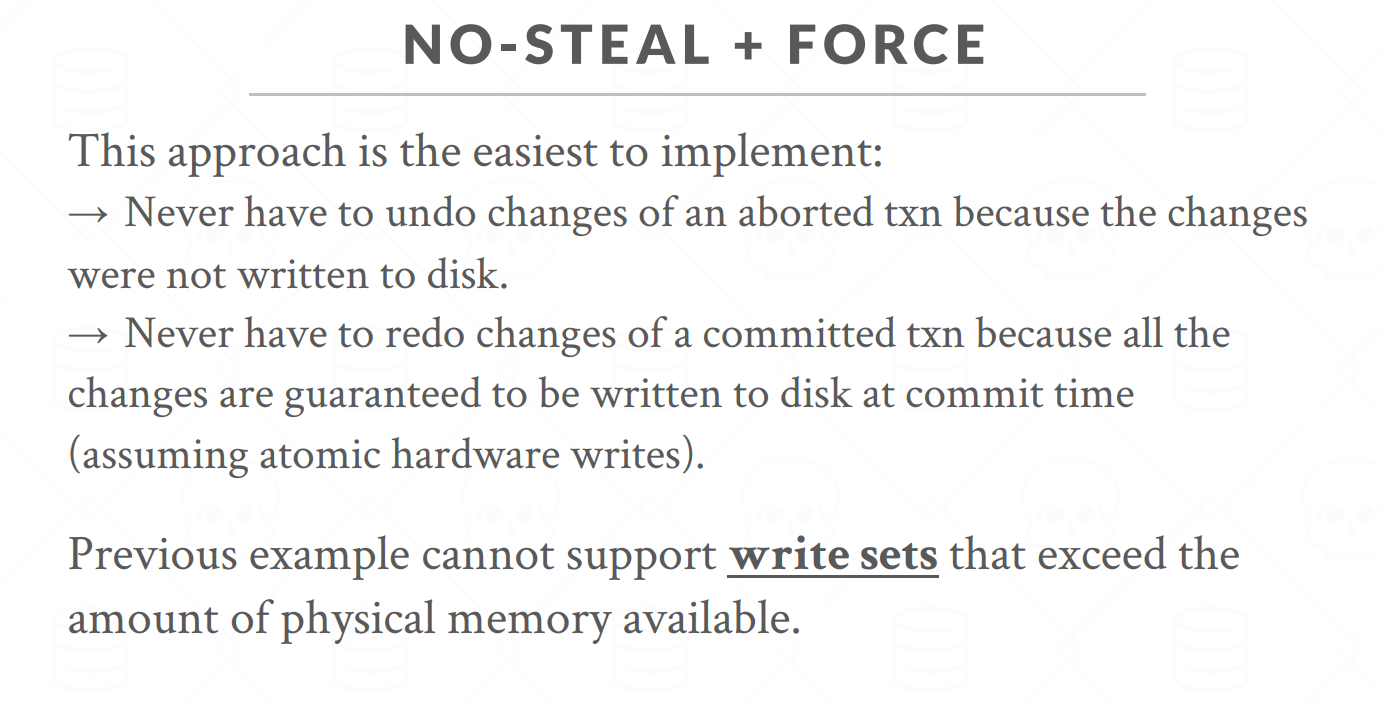 NO-STEAL + FORCE
This approach is the easiest to implement:
→ Never have to undo changes of an aborted txn because the changes
were not written to disk.
→ Never have to redo changes of a committed txn because all the
changes are guaranteed to be written to disk at commit time
(assuming atomic hardware writes).
Previous example cannot support write sets that exceed the
amount of physical memory available.